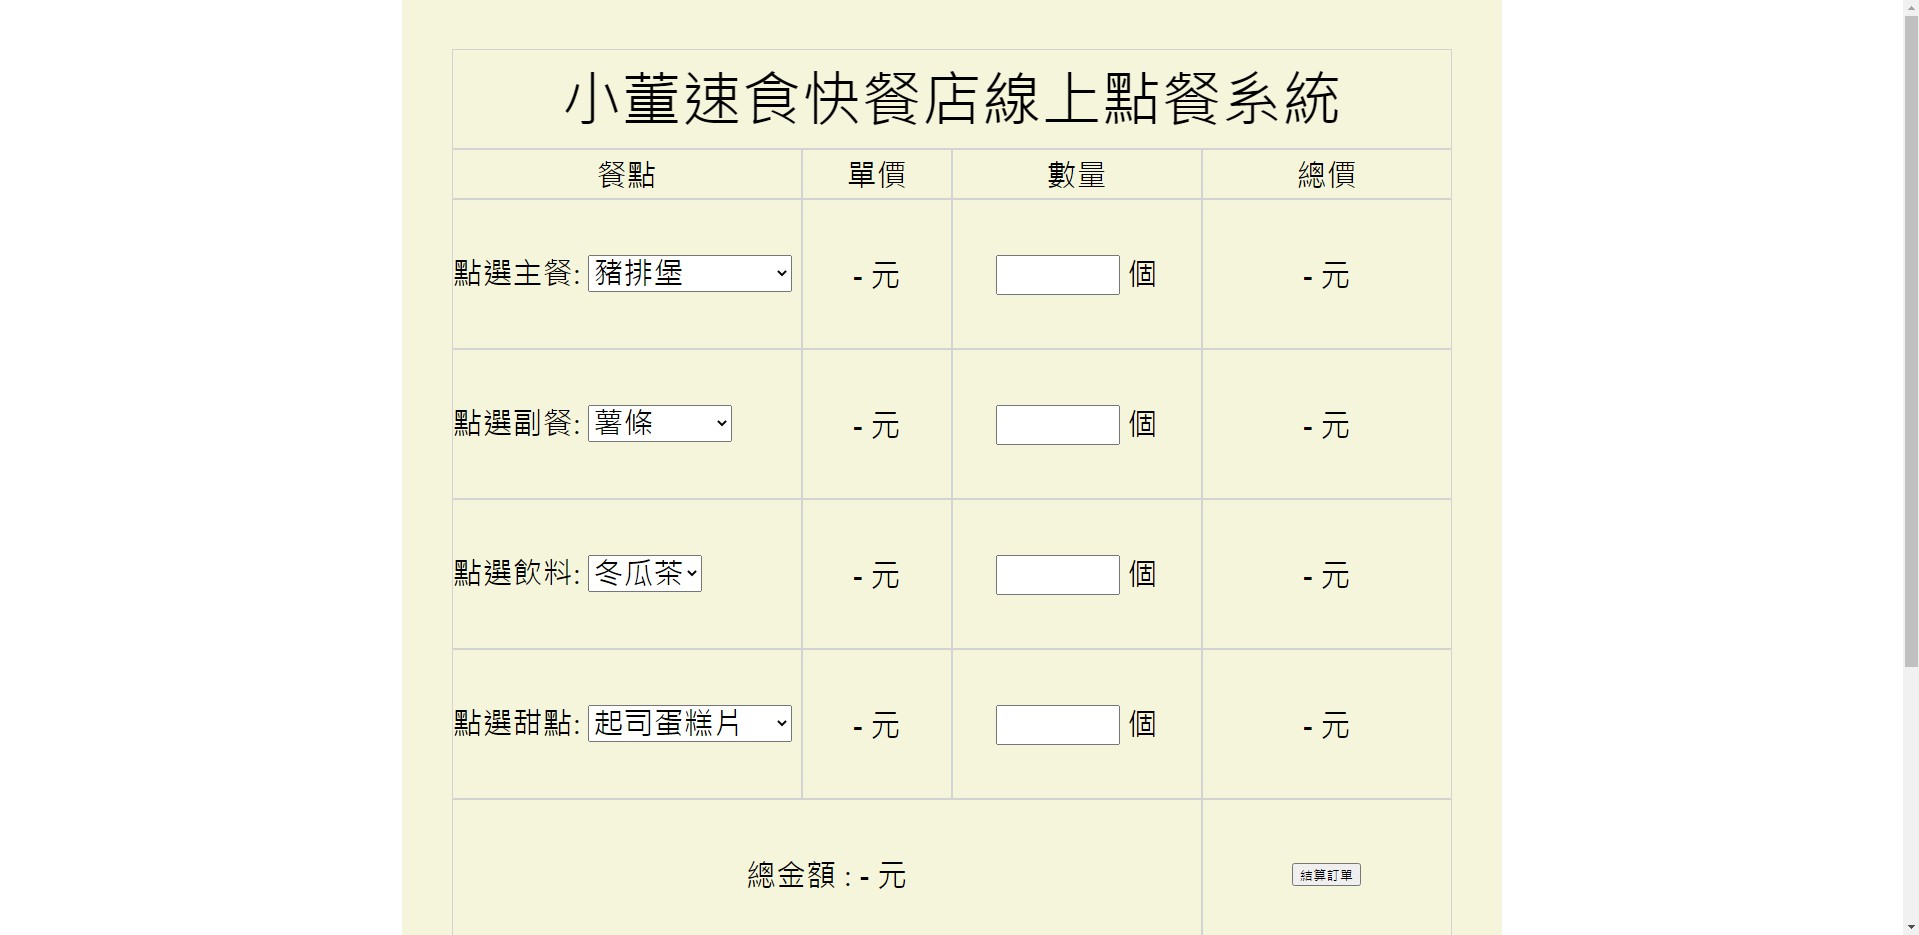 小董速食快餐店線上點餐系統
餐點 單價 數量 總價
點選主餐: 豬排堡 - 元 個 - 元
點選副餐: 薯條 - 元 個 - 元
點選飲料: 冬瓜茶 - 元 個 - 元
點選甜點: 起司蛋糕片 - 元 個 - 元
總金額 : - 元 結算訂單